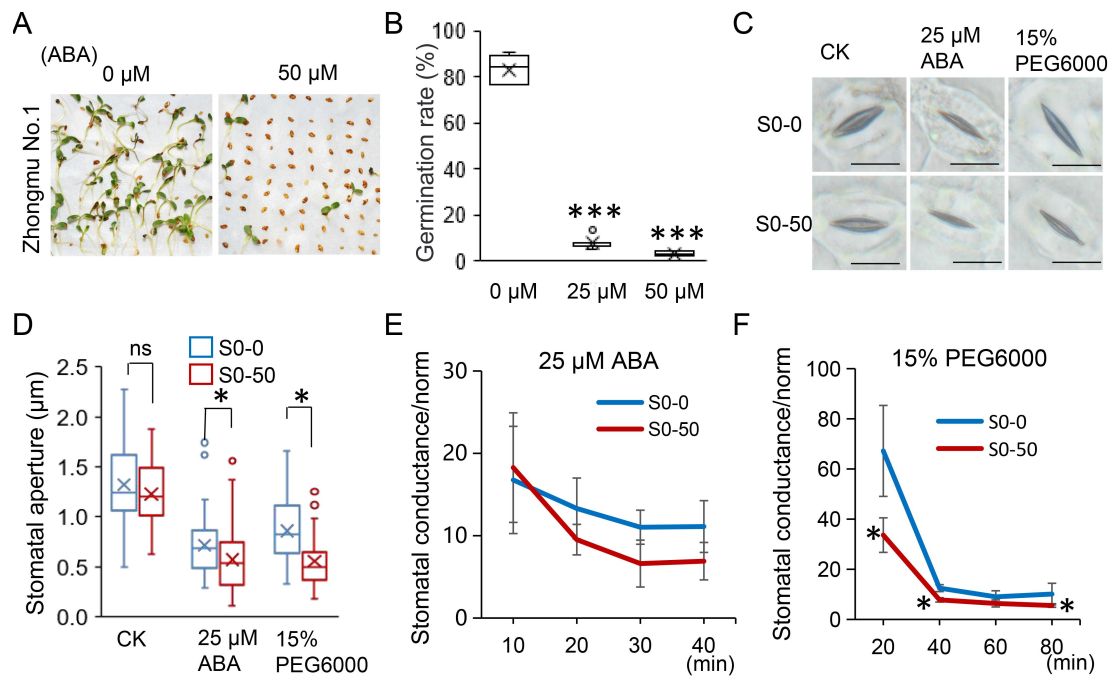 A
(ABA)
0 μM
50 μM
Zhongmu No.1
B
Germination rate (%)
100
80
60
40
20
0
***
***
0 μM
25 μM
50 μM
C
CK
25 μM
ABA
15%
PEG6000
S0-0
S0-50
D
Stomatal aperture (μm)
2.5
2.0
1.5
1.0
0.5
0.0
ns
S0-0
S0-50
*
*
CK
25 μM
ABA
15%
PEG6000
E
25 μM ABA
Stomatal conductance/norm
30
20
10
0
S0-0
S0-50
10
20
30
40
(min)
F
15% PEG6000
Stomatal conductance/norm
100
80
60
40
20
0
S0-0
S0-50
*
*
*
20
40
60
80
(min)